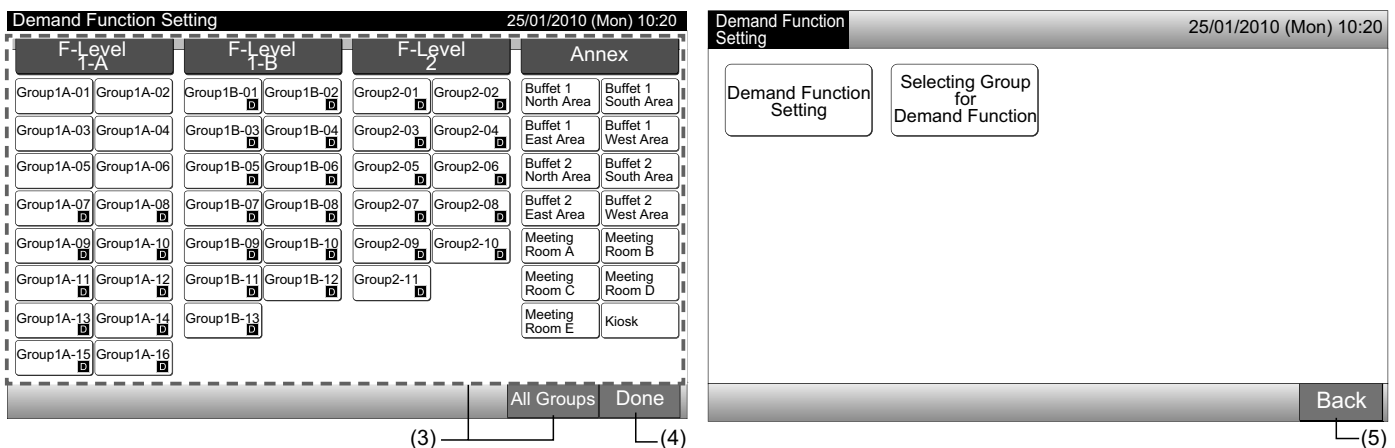 Demand Function Setting
25/01/2010 (Mon) 10:20
F-Level
1-A
F-Level
1-B
F-Level
2
Annex
Group1A-01 Group1A-02 Group1B-01 D Group1B-02 D Group2-01 D Group2-02 D
Buffet 1
North Area
Buffet 1
South Area
Group1A-03 Group1A-04 Group1B-03 D Group1B-04 D Group2-03 D Group2-04 D
Buffet 1
East Area
Buffet 1
West Area
Group1A-05 Group1A-06 Group1B-05 D Group1B-06 D Group2-05 D Group2-06 D
Buffet 2
North Area
Buffet 2
South Area
Group1A-07 D Group1A-08 D Group1B-07 D Group1B-08 D Group2-07 D Group2-08 D
Buffet 2
East Area
Buffet 2
West Area
Group1A-09 D Group1A-10 D Group1B-09 D Group1B-10 D Group2-09 D Group2-10 D
Meeting
Room A
Meeting
Room B
Group1A-11 D Group1A-12 D Group1B-11 D Group1B-12 D Group2-11 D
Meeting
Room C
Meeting
Room D
Group1A-13 D Group1A-14 D Group1B-13 D
Meeting
Room E
Kiosk
Group1A-15 D Group1A-16 D
All Groups
Done
(3)
(4)
Demand Function
Setting
25/01/2010 (Mon) 10:20
Demand Function
Setting
Selecting Group
for
Demand Function
Back
(5)